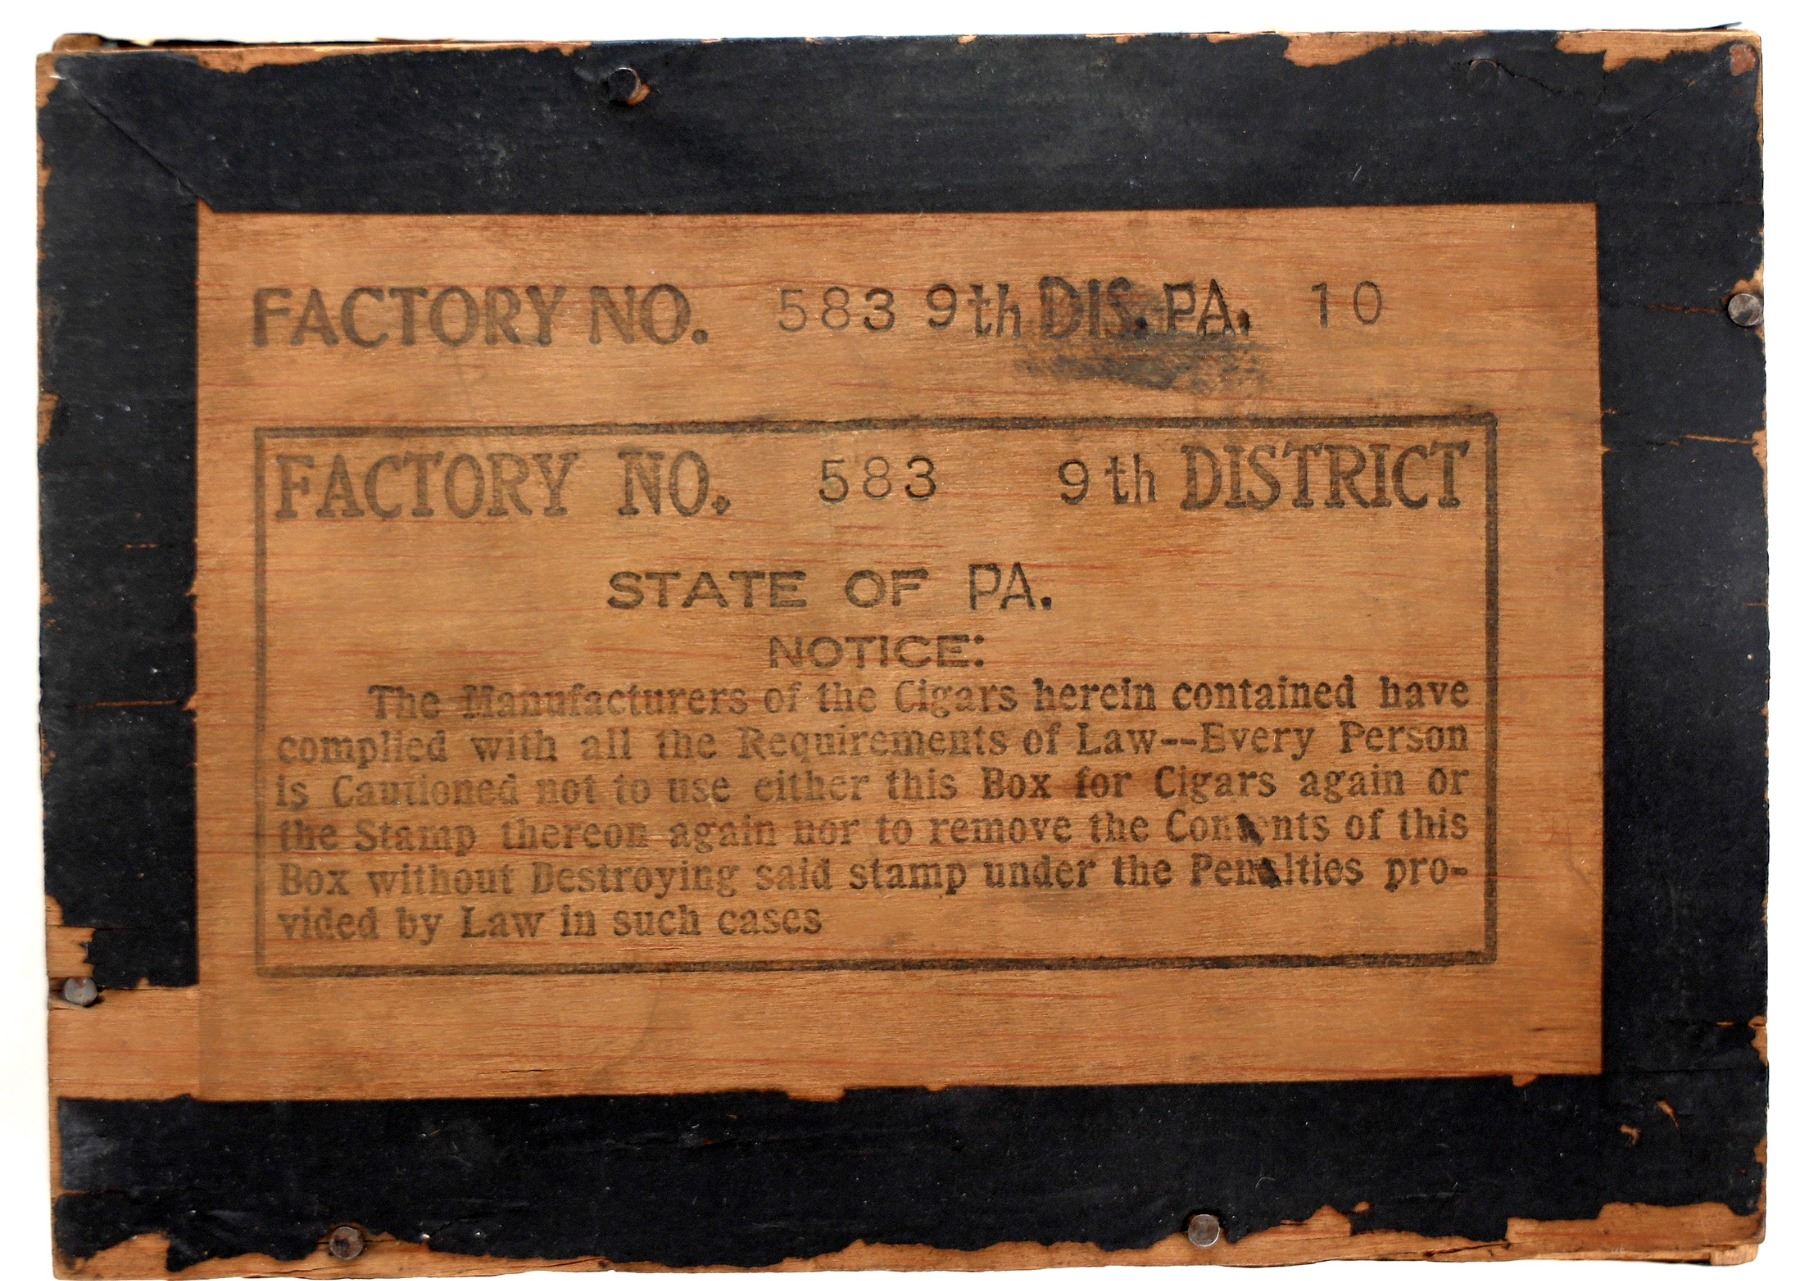 FACTORY NO. 583 9th DIS. PA. 10
FACTORY NO. 583 9th DISTRICT
STATE OF PA.
NOTICE:
The Manufacturers of the Cigars herein contained have
complied with all the Requirements of Law--Every Person
is Cautioned not to use either this Box for Cigars again or
the Stamp thereon again nor to remove the Contents of this
Box without Destroying said stamp under the Penalties pro-
vided by Law in such cases